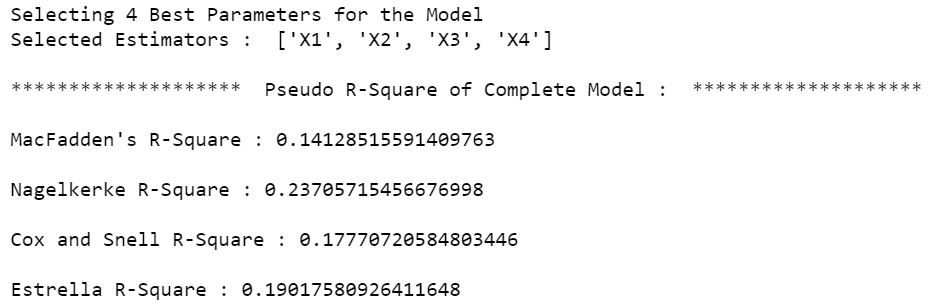 Selecting 4 Best Parameters for the Model
Selected Estimators :  ['X1', 'X2', 'X3', 'X4']
********************  Pseudo R-Square of Complete Model :  ********************
MacFadden's R-Square : 0.14128515591409763
Nagelkerke R-Square : 0.23705715456676998
Cox and Snell R-Square : 0.17770720584803446
Estrella R-Square : 0.19017580926411648